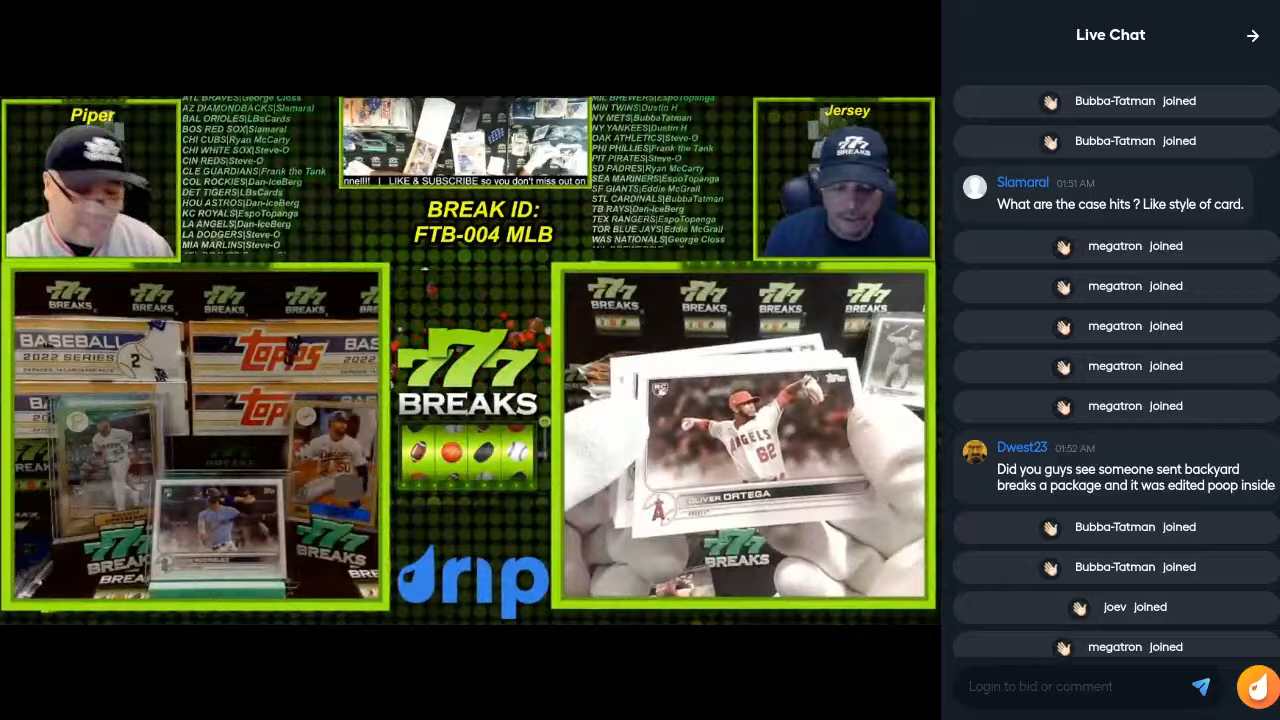 Live Chat
Piper
ATL BRAVES|George Closs
AZ DIAMONDBACKS|Slamaral
BAL ORIOLES|LBsCards
BOS RED SOX|Slamaral
CHI CUBS|Ryan McCarty
CHI WHITE SOX|Steve-O
CIN REDS|Steve-O
CLE GUARDIANS|Frank the Tank
COL ROCKIES|Dan-IceBerg
DET TIGERS|LBsCards
HOU ASTROS|Dan-IceBerg
KC ROYALS|EspoTopanga
LA ANGELS|Dan-IceBerg
LA DODGERS|Steve-O
MIA MARLINS|Steve-O
nnel!!! | LIKE & SUBSCRIBE so you don't miss out on
BREAK ID:
FTB-004 MLB
MIL BREWERS|EspoTopanga
MIN TWINS|Dustin H
NY METS|BubbaTatman
NY YANKEES|Dustin H
OAK ATHLETICS|Steve-O
PHI PHILLIES|Frank the Tank
PIT PIRATES|Steve-O
SD PADRES|Ryan McCarty
SEA MARINERS|EspoTopanga
SF GIANTS|Eddie McGrail
STL CARDINALS|BubbaTatman
TB RAYS|Dan-IceBerg
TEX RANGERS|EspoTopanga
TOR BLUE JAYS|Eddie McGrail
WAS NATIONALS|George Closs
Jersey
BREAKS
777
BREAKS
BASEBALL
2022 SERIES 2
topps
2022
777
BREAKS
drip
topps
RC
ANGELS
62
OLIVER ORTEGA
777
BREAKS
Bubba-Tatman joined
Bubba-Tatman joined
Slamaral 01:51 AM
What are the case hits ? Like style of card.
megatron joined
megatron joined
megatron joined
megatron joined
megatron joined
Dwest23 01:52 AM
Did you guys see someone sent backyard
breaks a package and it was edited poop inside
Bubba-Tatman joined
Bubba-Tatman joined
joev joined
megatron joined
Login to bid or comment